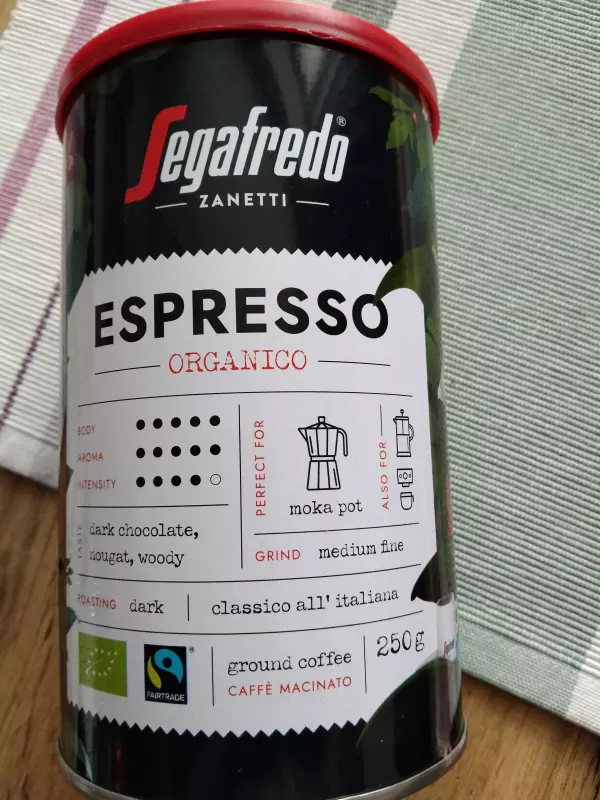 Segafredo®
ZANETTI
ESPRESSO
ORGANICO
BODY
AROMA
INTENSITY
TASTE
dark chocolate,
nougat, woody
PERFECT FOR
moka pot
ALSO FOR
GRIND medium fine
ROASTING dark classico all' italiana
FAIRTRADE
®
ground coffee
CAFFÈ MACINATO
250g